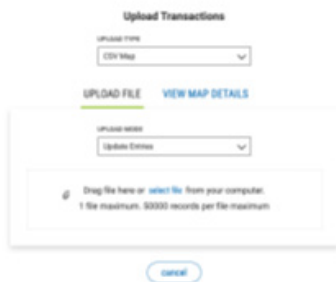 Upload Transactions
UPLOAD TYPE
CSV Map
UPLOAD FILE VIEW MAP DETAILS
UPLOAD MODE
Update Entries
Drag file here or select file from your computer.
1 file maximum. 50000 records per file maximum
cancel